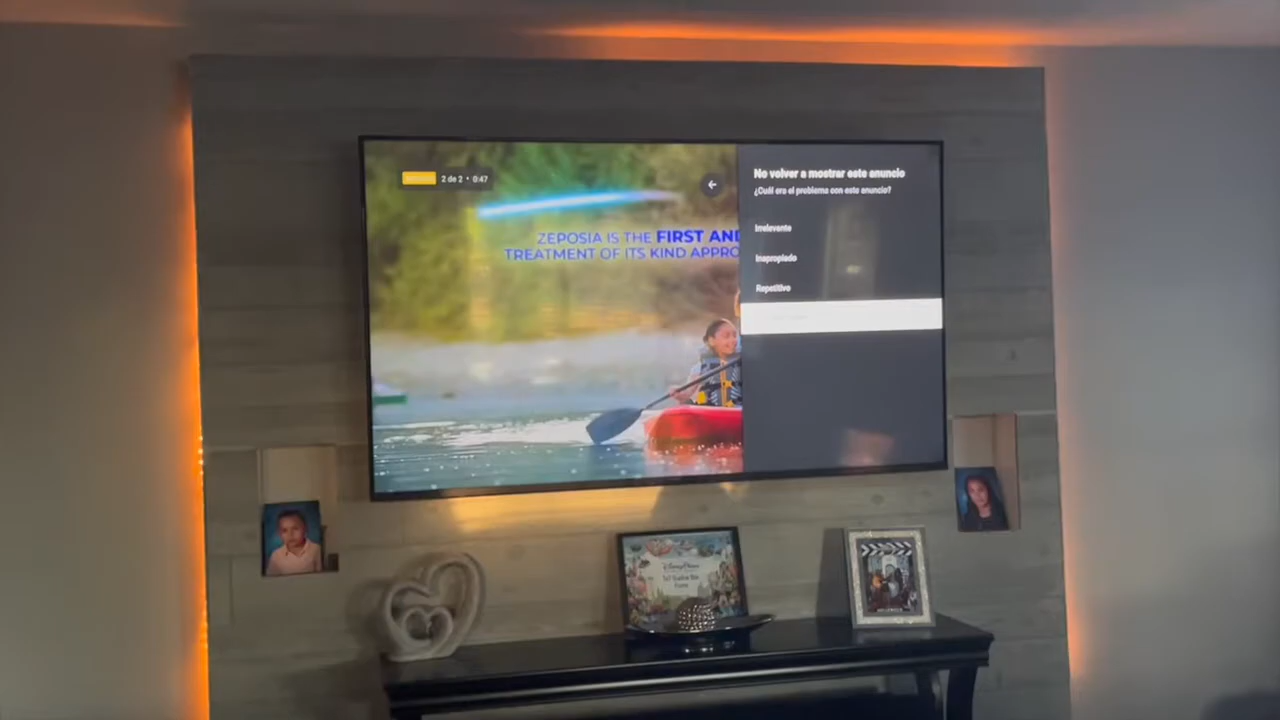 2 de 2 • 0:47
No volver a mostrar este anuncio
¿Cuál era el problema con este anuncio?
ZEPOSIA IS THE FIRST AND
TREATMENT OF ITS KIND APPRO
Irrelevante
Inapropiado
Repetitivo